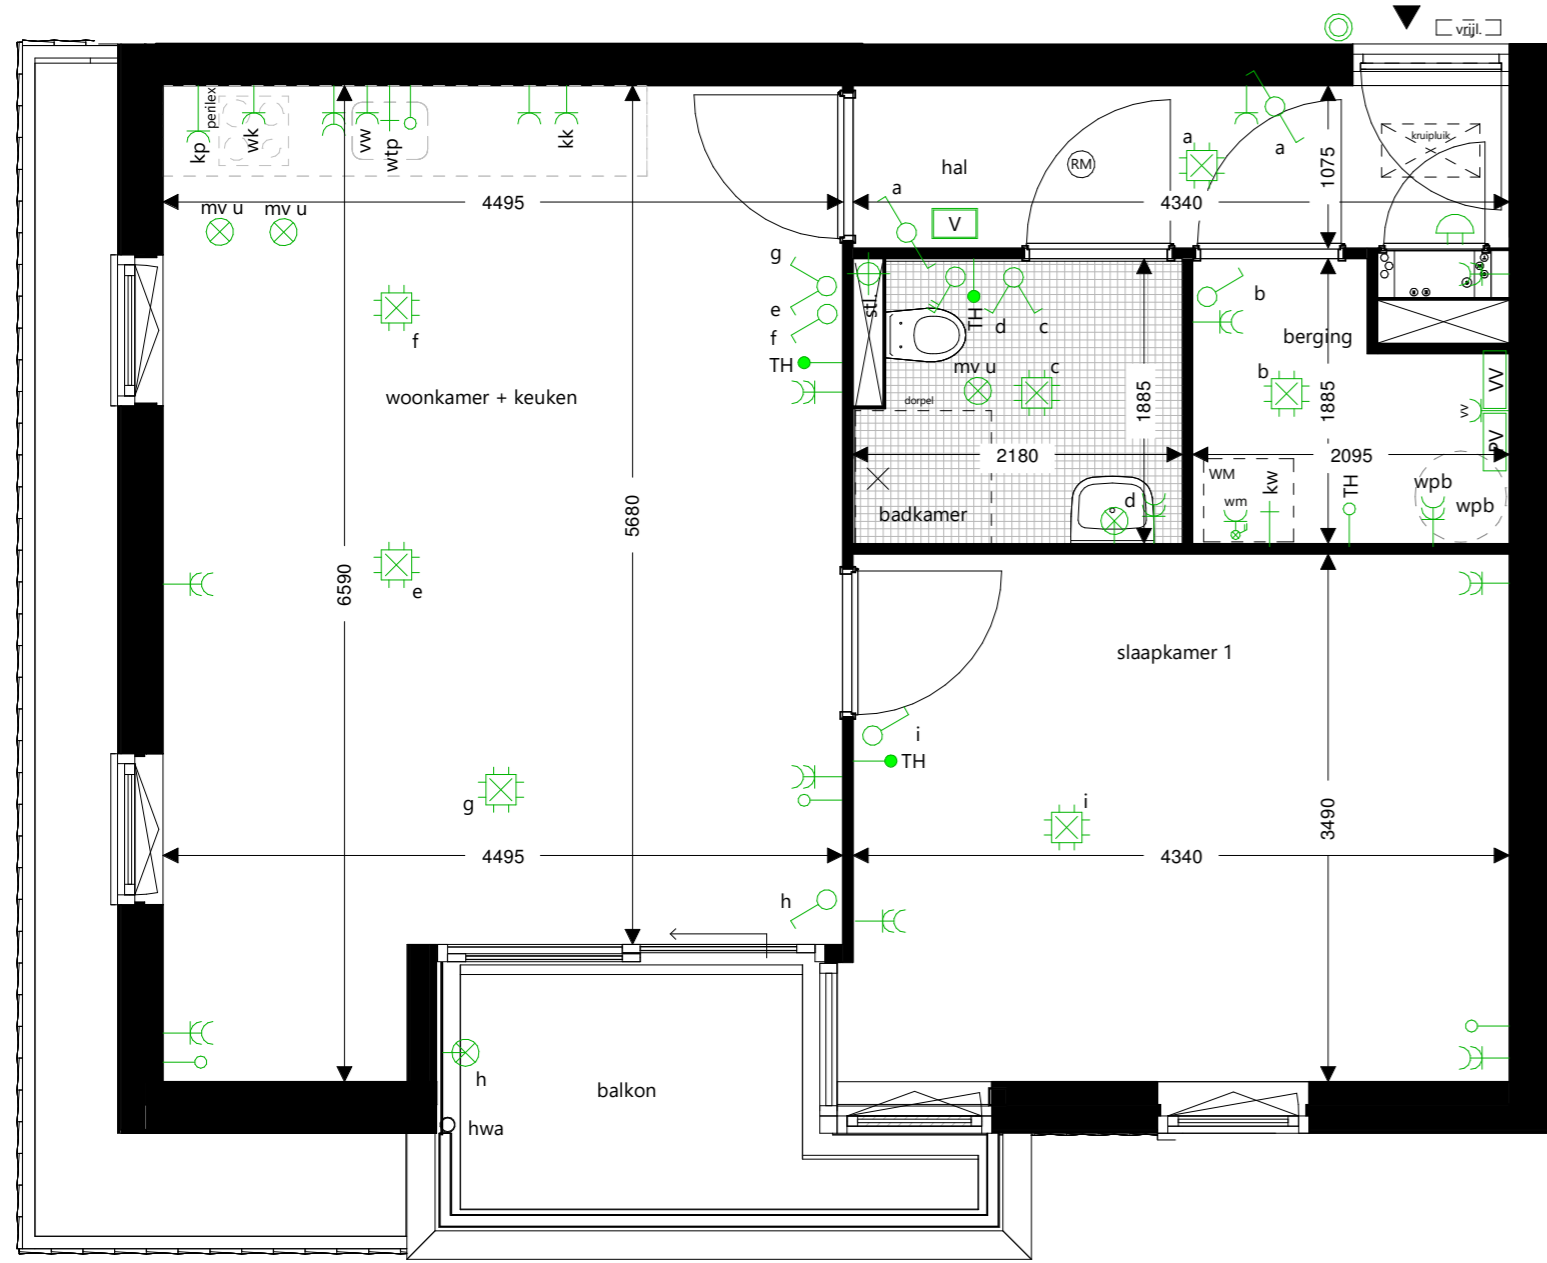 vrijl.
perilex
kp
wk
vw
wtp
kk
kruipluik
a
a
RM
hal
1075
a
4495
4340
mv u
mv u
V
g
e
f
TH
stl.
TH
d
c
b
berging
f
woonkamer + keuken
mv u
c
dorpel
b
1885
1885
VV
vv
PV
2180
2095
WM
wm
kw
TH
wpb
wpb
d
badkamer
5680
6590
e
slaapkamer 1
i
TH
g
i
3490
4495
4340
h
h
balkon
hwa